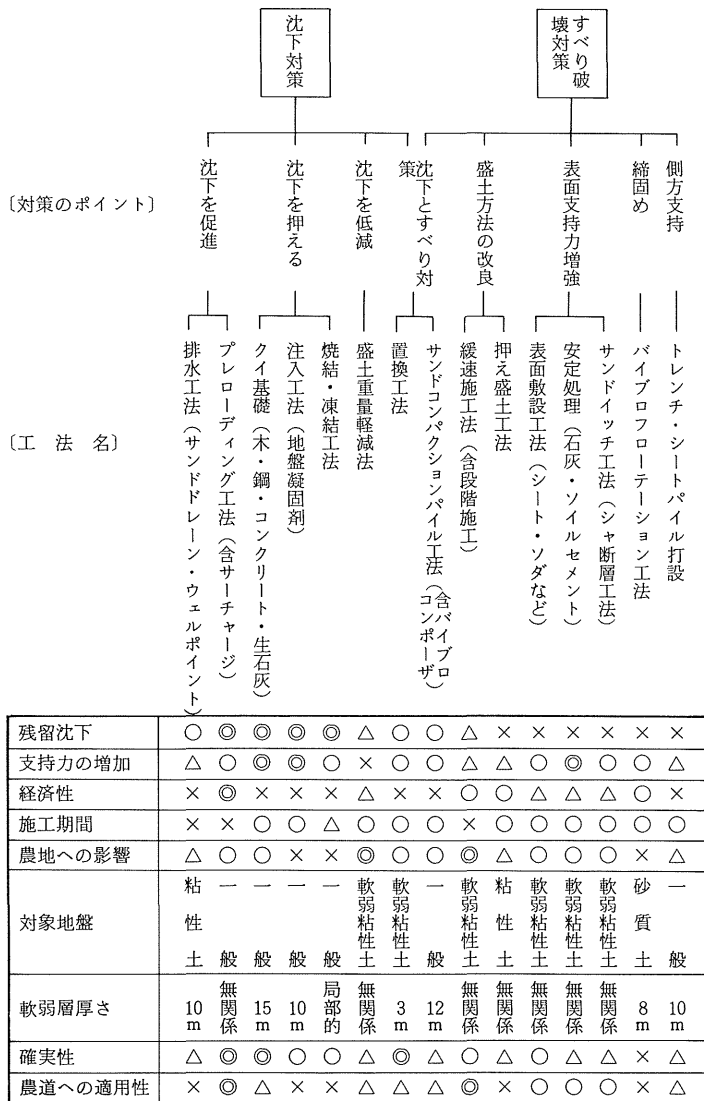 沈下対策
すべり破壊対策
〔対策のポイント〕
沈下を促進
沈下を押える
沈下を低減
沈下とすべり対策
盛土方法の改良
表面支持力増強
締固め
側方支持
〔工 法 名〕
排水工法(サンドドレーン・ウェルポイント)
プレローディング工法(含サーチャージ)
クイ基礎(木・鋼・コンクリート・生石灰)
注入工法(地盤凝固剤)
焼結・凍結工法
盛土重量軽減法
置換工法
サンドコンパクションパイル工法(含バイブロコンポーザ)
緩速施工法(含段階施工)
押え盛土工法
表面敷設工法(シート・ソダなど)
安定処理(石灰・ソイルセメント)
サンドイッチ工法(シャ断層工法)
バイブロフローテーション工法
トレンチ・シートパイル打設
残留沈下 ○ ◎ ◎ ◎ ◎ △ ○ ○ △ × × × × × ×
支持力の増加 △ ○ ◎ ◎ ○ × ○ ○ △ △ ○ ◎ ○ ○ △
経済性 × ◎ × × × △ × × ○ ○ △ △ △ ○ ×
施工期間 × × ○ ○ △ ○ ○ ○ × ○ ○ ○ ○ ○ ○
農地への影響 △ ○ ○ × × ◎ ○ ○ ◎ △ ○ ○ ○ × △
対象地盤 粘性土 一般 一般 一般 一般 軟弱粘性土 軟弱粘性土 一般 軟弱粘性土 粘性土 軟弱粘性土 軟弱粘性土 軟弱粘性土 砂質土 一般
軟弱層厚さ 10m 無関係 15m 10m 局部的 無関係 3m 12m 無関係 無関係 無関係 無関係 無関係 8m 10m
確実性 △ ◎ ◎ ○ ○ △ ◎ △ ○ △ ○ △ △ × △
農道への適用性 × ◎ △ × × △ △ △ ◎ × ○ ○ ○ × △